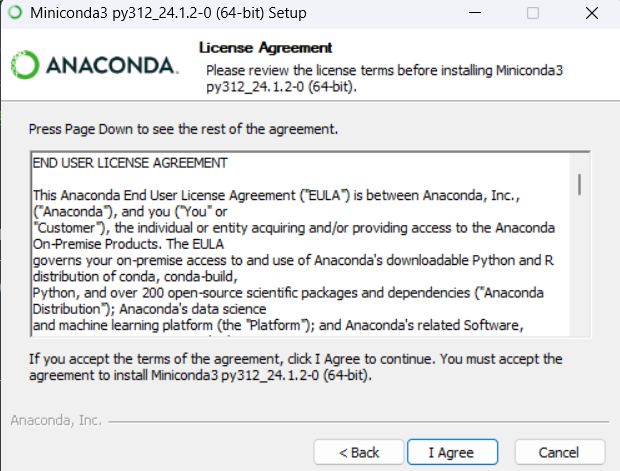 Miniconda3 py312_24.1.2-0 (64-bit) Setup
License Agreement
ANACONDA.
Please review the license terms before installing Miniconda3
py312_24.1.2-0 (64-bit).
Press Page Down to see the rest of the agreement.
END USER LICENSE AGREEMENT
This Anaconda End User License Agreement ("EULA") is between Anaconda, Inc.,
("Anaconda"), and you ("You" or
"Customer"), the individual or entity acquiring and/or providing access to the Anaconda
On-Premise Products. The EULA
governs your on-premise access to and use of Anaconda's downloadable Python and R
distribution of conda, conda-build,
Python, and over 200 open-source scientific packages and dependencies ("Anaconda
Distribution"); Anaconda's data science
and machine learning platform (the "Platform"); and Anaconda's related Software,
If you accept the terms of the agreement, click I Agree to continue. You must accept the
agreement to install Miniconda3 py312_24.1.2-0 (64-bit).
Anaconda, Inc.
< Back
I Agree
Cancel